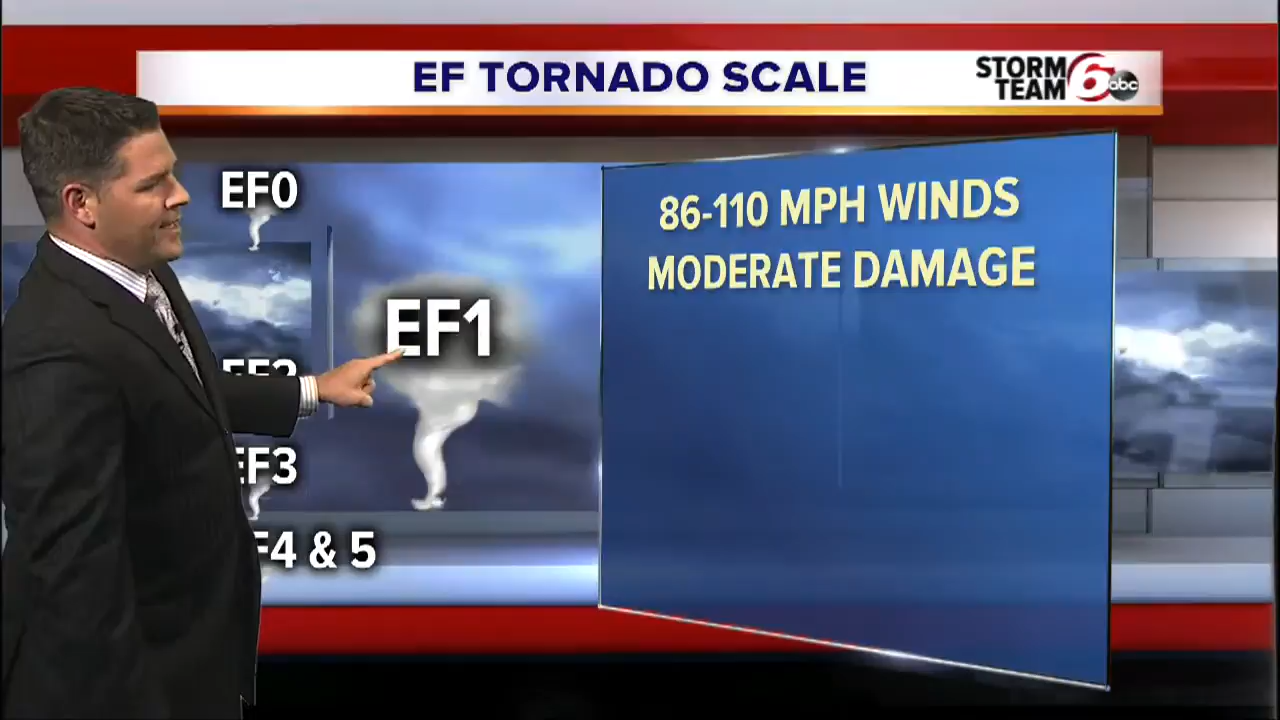 EF TORNADO SCALE
STORM
TEAM 6 abc
EF0
EF1
EF3
F4 & 5
86-110 MPH WINDS
MODERATE DAMAGE